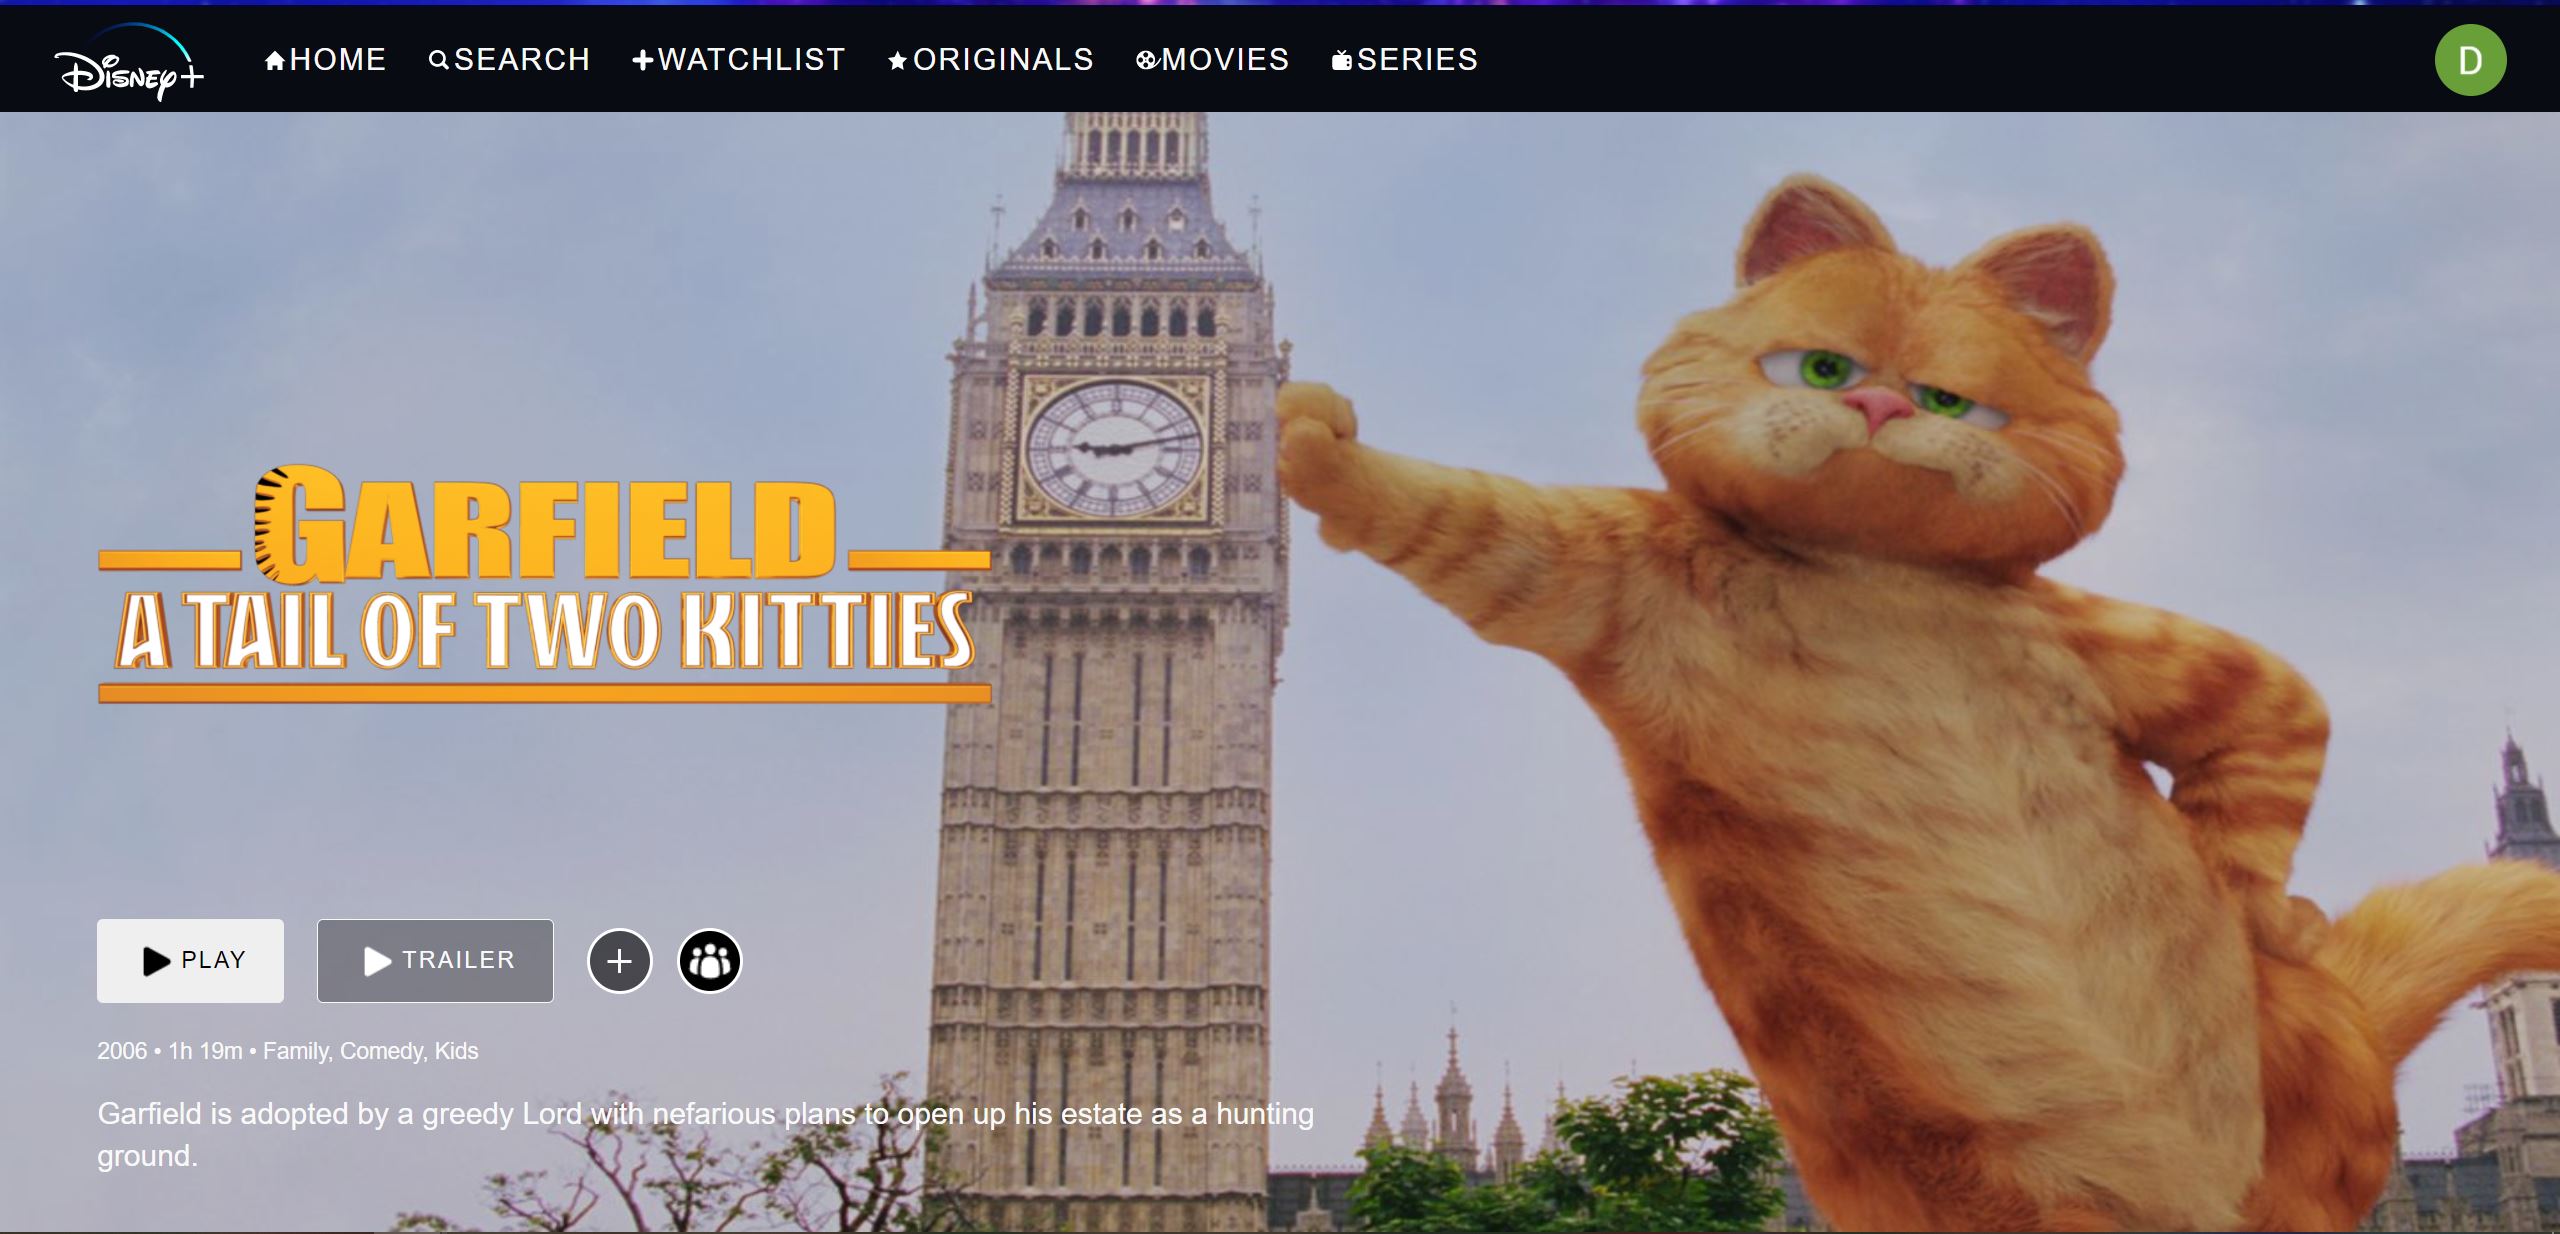 Disney+
HOME
SEARCH
WATCHLIST
ORIGINALS
MOVIES
SERIES
D
GARFIELD
A TAIL OF TWO KITTIES
PLAY
TRAILER
2006 • 1h 19m • Family, Comedy, Kids
Garfield is adopted by a greedy Lord with nefarious plans to open up his estate as a hunting
ground.